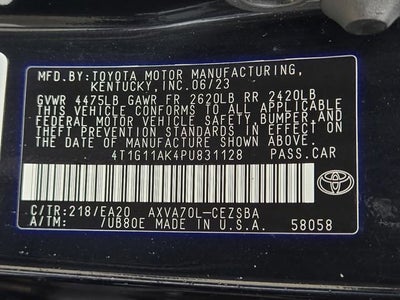 MFD.BY: TOYOTA MOTOR MANUFACTURING,
KENTUCKY, INC. 06/23
GVWR 4475LB GAWR FR 2620LB RR 2420LB
THIS VEHICLE CONFORMS TO ALL APPLICABLE
FEDERAL MOTOR VEHICLE SAFETY, BUMPER, AND
THEFT PREVENTION STANDARDS IN EFFECT ON
THE DATE OF MANUFACTURE SHOWN ABOVE.
4T1G11AK4PU831128 PASS.CAR
TOYOTA
C/TR:218/EA20 AXVA70L-CEZSBA
A/TM: /UB80E MADE IN U.S.A. 58058